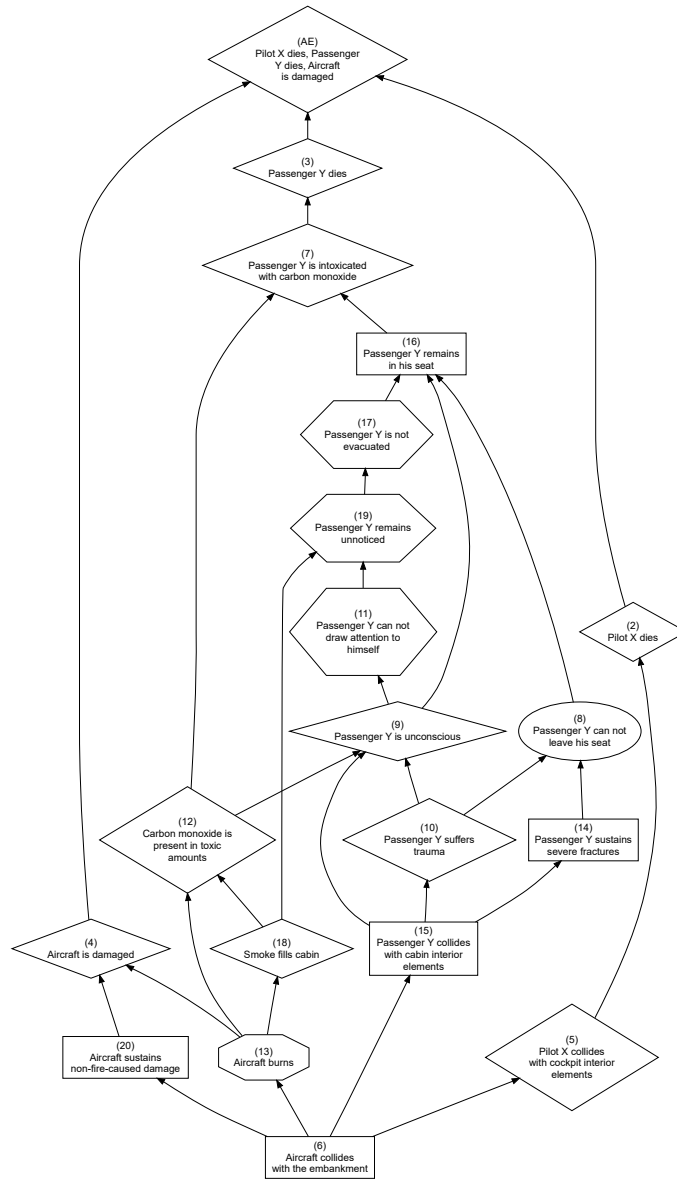 (AE)
Pilot X dies, Passenger
Y dies, Aircraft
is damaged
(3)
Passenger Y dies
(7)
Passenger Y is intoxicated
with carbon monoxide
(16)
Passenger Y remains
in his seat
(17)
Passenger Y is not
evacuated
(19)
Passenger Y remains
unnoticed
(11)
Passenger Y can not
draw attention to
himself
(2)
Pilot X dies
(9)
Passenger Y is unconscious
(8)
Passenger Y can not
leave his seat
(12)
Carbon monoxide is
present in toxic
amounts
(10)
Passenger Y suffers
trauma
(14)
Passenger Y sustains
severe fractures
(4)
Aircraft is damaged
(18)
Smoke fills cabin
(15)
Passenger Y collides
with cabin interior
elements
(20)
Aircraft sustains
non-fire-caused damage
(13)
Aircraft burns
(5)
Pilot X collides
with cockpit interior
elements
(6)
Aircraft collides
with the embankment